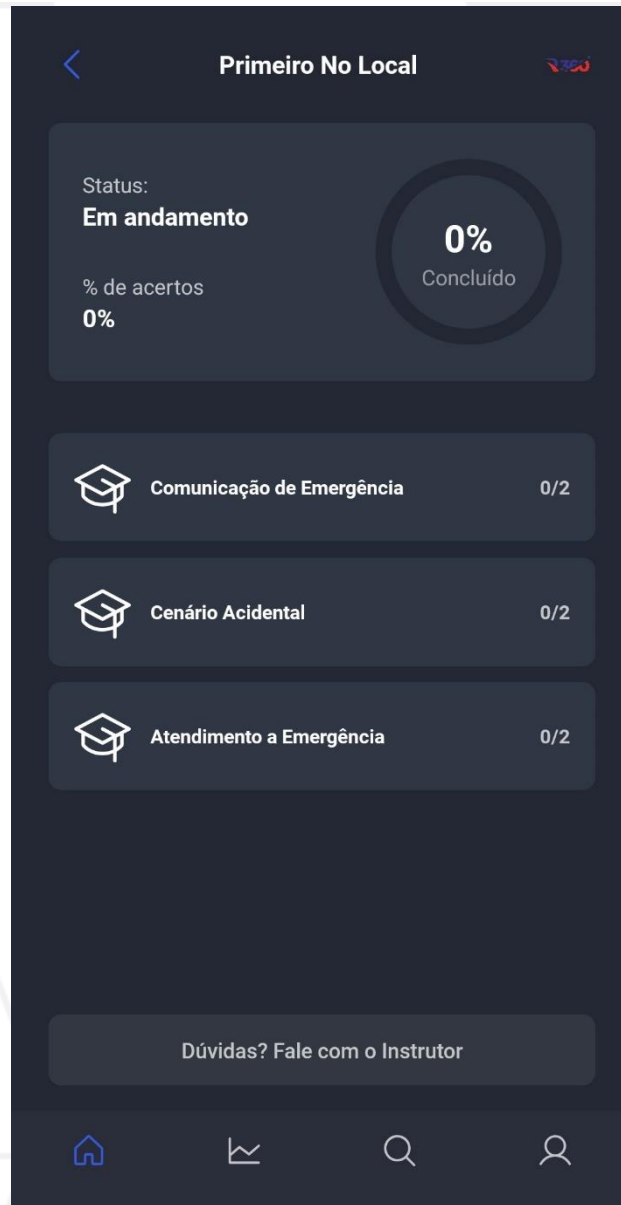 Primeiro No Local
R360
Status:
Em andamento
% de acertos
0%
0%
Concluído
Comunicação de Emergência
0/2
Cenário Acidental
0/2
Atendimento a Emergência
0/2
Dúvidas? Fale com o Instrutor